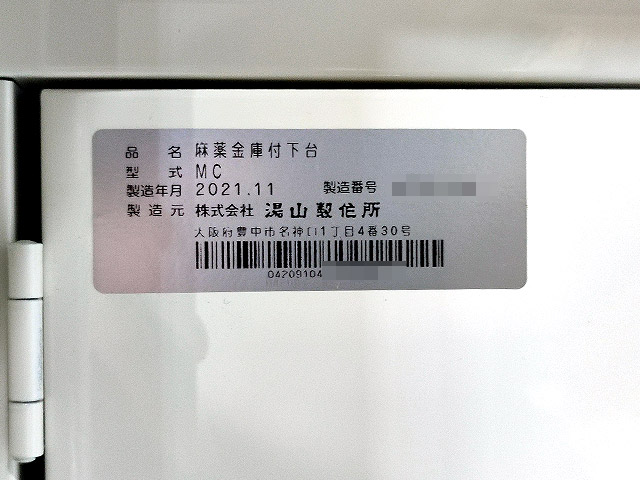 品 名 麻薬金庫付下台
型 式 MC
製造年月 2021.11 製造番号
製造元 株式会社 湯山製作所
大阪府豊中市名神口1丁目4番30号
04209104